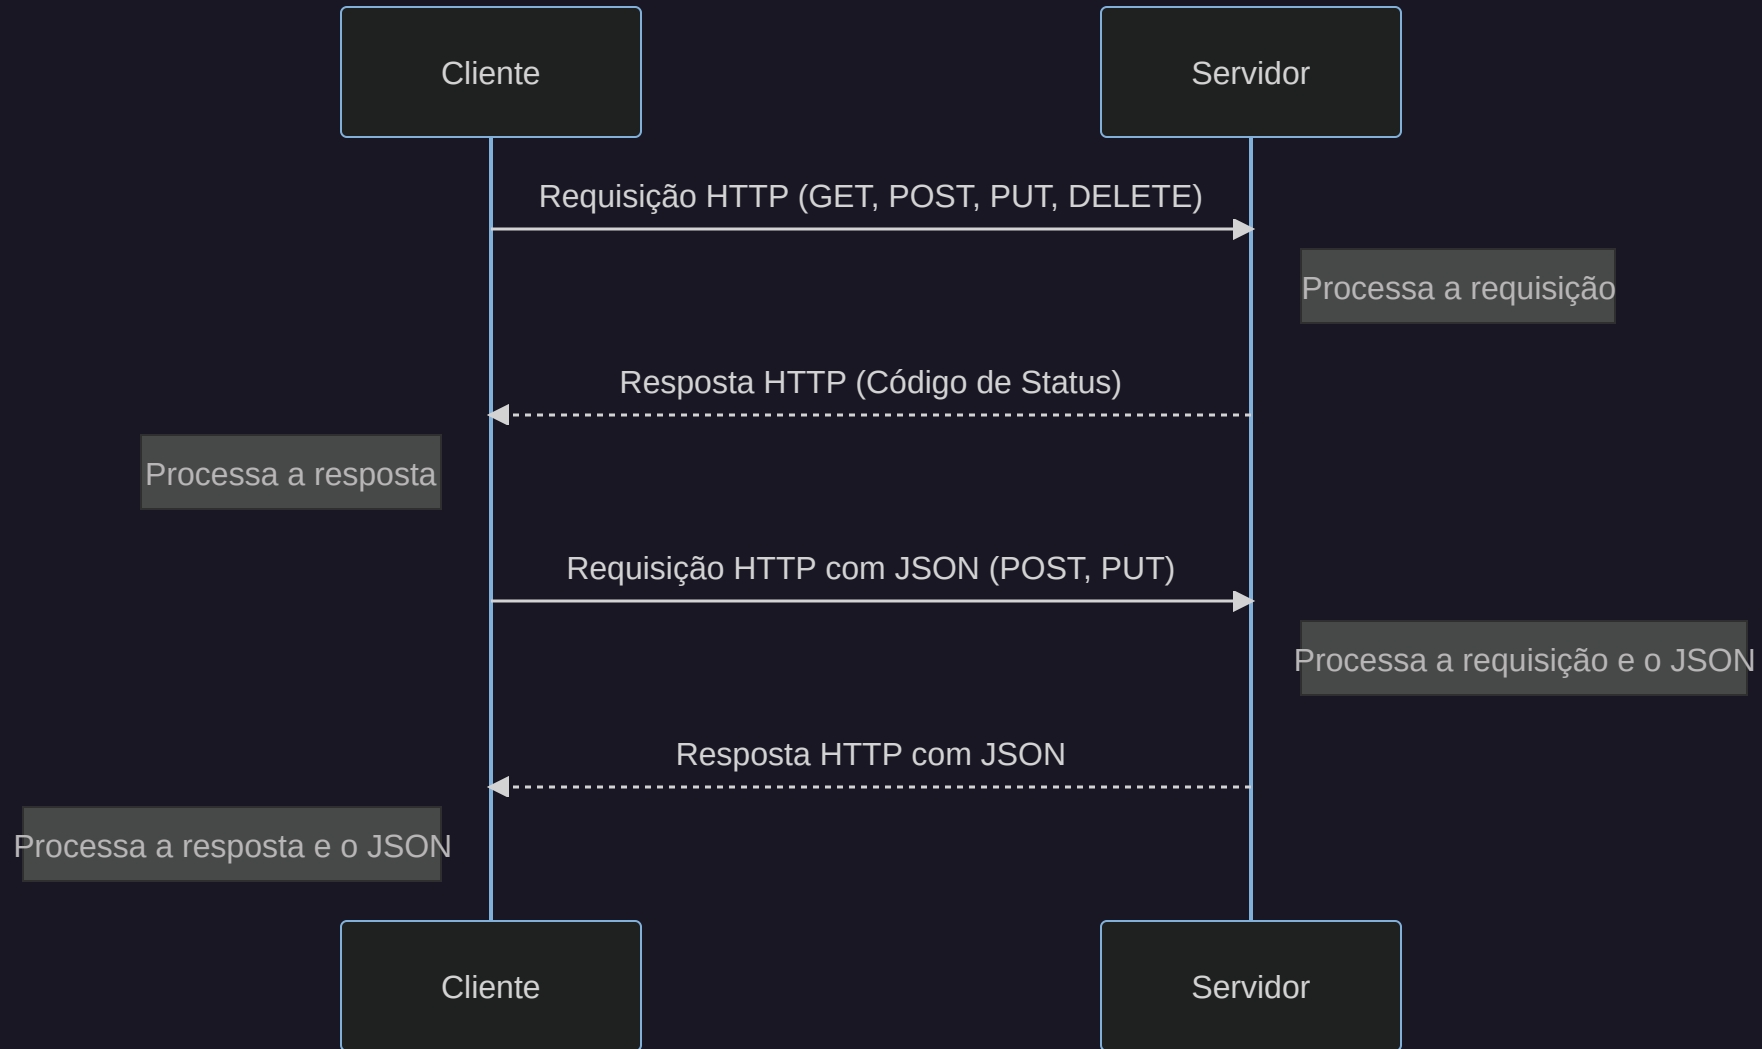 Cliente
Servidor
Requisição HTTP (GET, POST, PUT, DELETE)
Processa a requisição
Resposta HTTP (Código de Status)
Processa a resposta
Requisição HTTP com JSON (POST, PUT)
Processa a requisição e o JSON
Resposta HTTP com JSON
Processa a resposta e o JSON
Cliente
Servidor